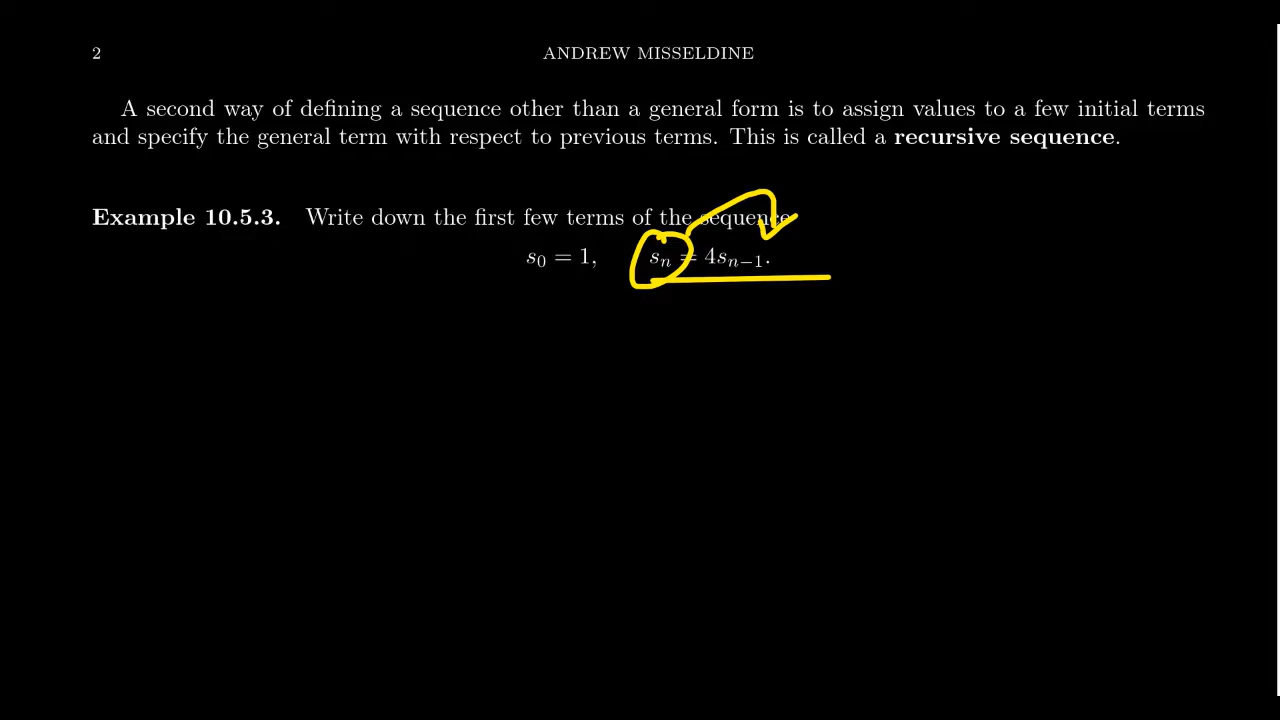 2
ANDREW MISSELDINE
A second way of defining a sequence other than a general form is to assign values to a few initial terms
and specify the general term with respect to previous terms. This is called a recursive sequence.
Example 10.5.3. Write down the first few terms of the sequence
s₀ = 1, sₙ = 4sₙ₋₁.